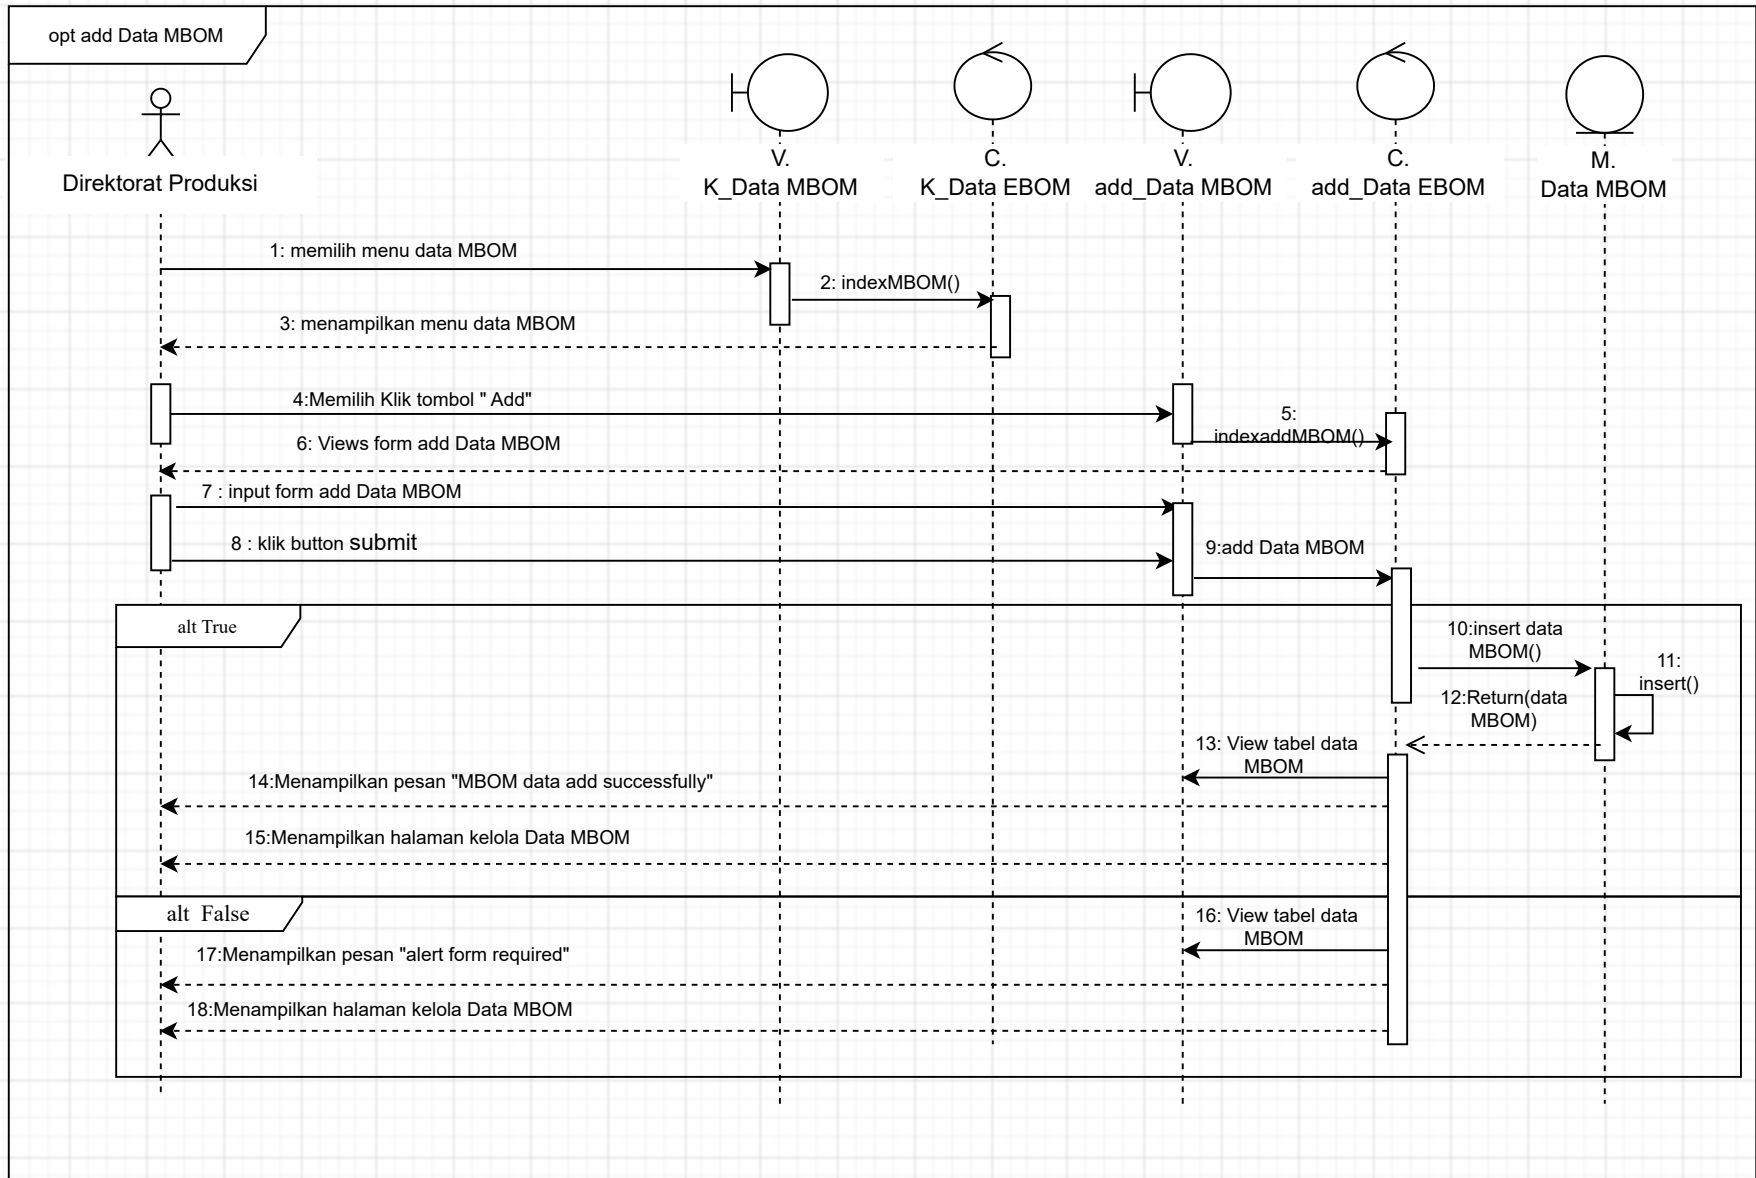 opt add Data MBOM
Direktorat Produksi
V.
K_Data MBOM
C.
K_Data EBOM
V.
add_Data MBOM
C.
add_Data EBOM
M.
Data MBOM
1: memilih menu data MBOM
2: indexMBOM()
3: menampilkan menu data MBOM
4:Memilih Klik tombol " Add"
5:
indexaddMBOM()
6: Views form add Data MBOM
7 : input form add Data MBOM
8 : klik button submit
9:add Data MBOM
alt True
10:insert data
MBOM()
11:
insert()
12:Return(data
MBOM)
13: View tabel data
MBOM
14:Menampilkan pesan "MBOM data add successfully"
15:Menampilkan halaman kelola Data MBOM
alt  False
16: View tabel data
MBOM
17:Menampilkan pesan "alert form required"
18:Menampilkan halaman kelola Data MBOM